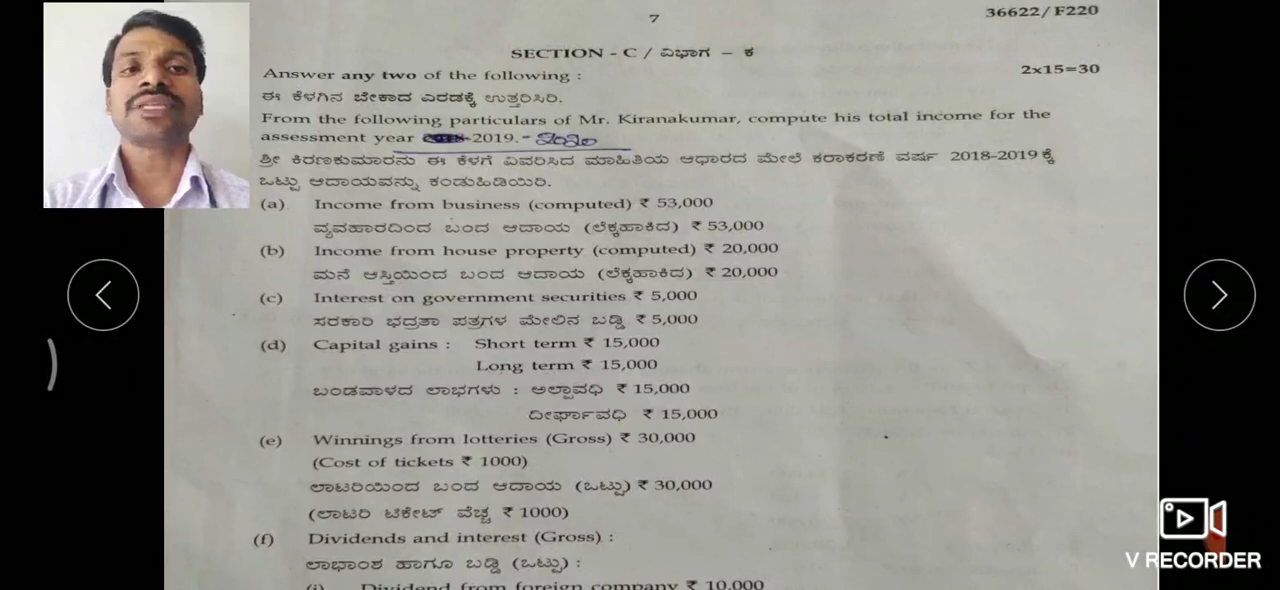 7
36622/F220
SECTION - C / ವಿಭಾಗ – ಕ
Answer any two of the following :
2x15=30
ಈ ಕೆಳಗಿನ ಬೇಕಾದ ಎರಡಕ್ಕೆ ಉತ್ತರಿಸಿರಿ.
From the following particulars of Mr. Kiranakumar, compute his total income for the
assessment year -2019. - 2020
ಶ್ರೀ ಕಿರಣಕುಮಾರನು ಈ ಕೆಳಗೆ ವಿವರಿಸಿದ ಮಾಹಿತಿಯ ಆಧಾರದ ಮೇಲೆ ಕರಾಕರಣೆ ವರ್ಷ 2018-2019ಕ್ಕೆ
ಒಟ್ಟು ಆದಾಯವನ್ನು ಕಂಡುಹಿಡಿಯಿರಿ.
(a) Income from business (computed) ₹ 53,000
ವ್ಯವಹಾರದಿಂದ ಬಂದ ಆದಾಯ (ಲೆಕ್ಕಹಾಕಿದ) ₹ 53,000
(b) Income from house property (computed) ₹ 20,000
ಮನೆ ಆಸ್ತಿಯಿಂದ ಬಂದ ಆದಾಯ (ಲೆಕ್ಕಹಾಕಿದ) ₹ 20,000
(c) Interest on government securities ₹ 5,000
ಸರಕಾರಿ ಭದ್ರತಾ ಪತ್ರಗಳ ಮೇಲಿನ ಬಡ್ಡಿ ₹ 5,000
(d) Capital gains : Short term ₹ 15,000
Long term ₹ 15,000
ಬಂಡವಾಳದ ಲಾಭಗಳು : ಅಲ್ಪಾವಧಿ ₹ 15,000
ದೀರ್ಘಾವಧಿ ₹ 15,000
(e) Winnings from lotteries (Gross) ₹ 30,000
(Cost of tickets ₹ 1000)
ಲಾಟರಿಯಿಂದ ಬಂದ ಆದಾಯ (ಒಟ್ಟು) ₹ 30,000
(ಲಾಟರಿ ಟಿಕೇಟ್ ವೆಚ್ಚ ₹ 1000)
(f) Dividends and interest (Gross) :
ಲಾಭಾಂಶ ಹಾಗೂ ಬಡ್ಡಿ (ಒಟ್ಟು) :
(i) Dividend from foreign company ₹ 10,000
V RECORDER